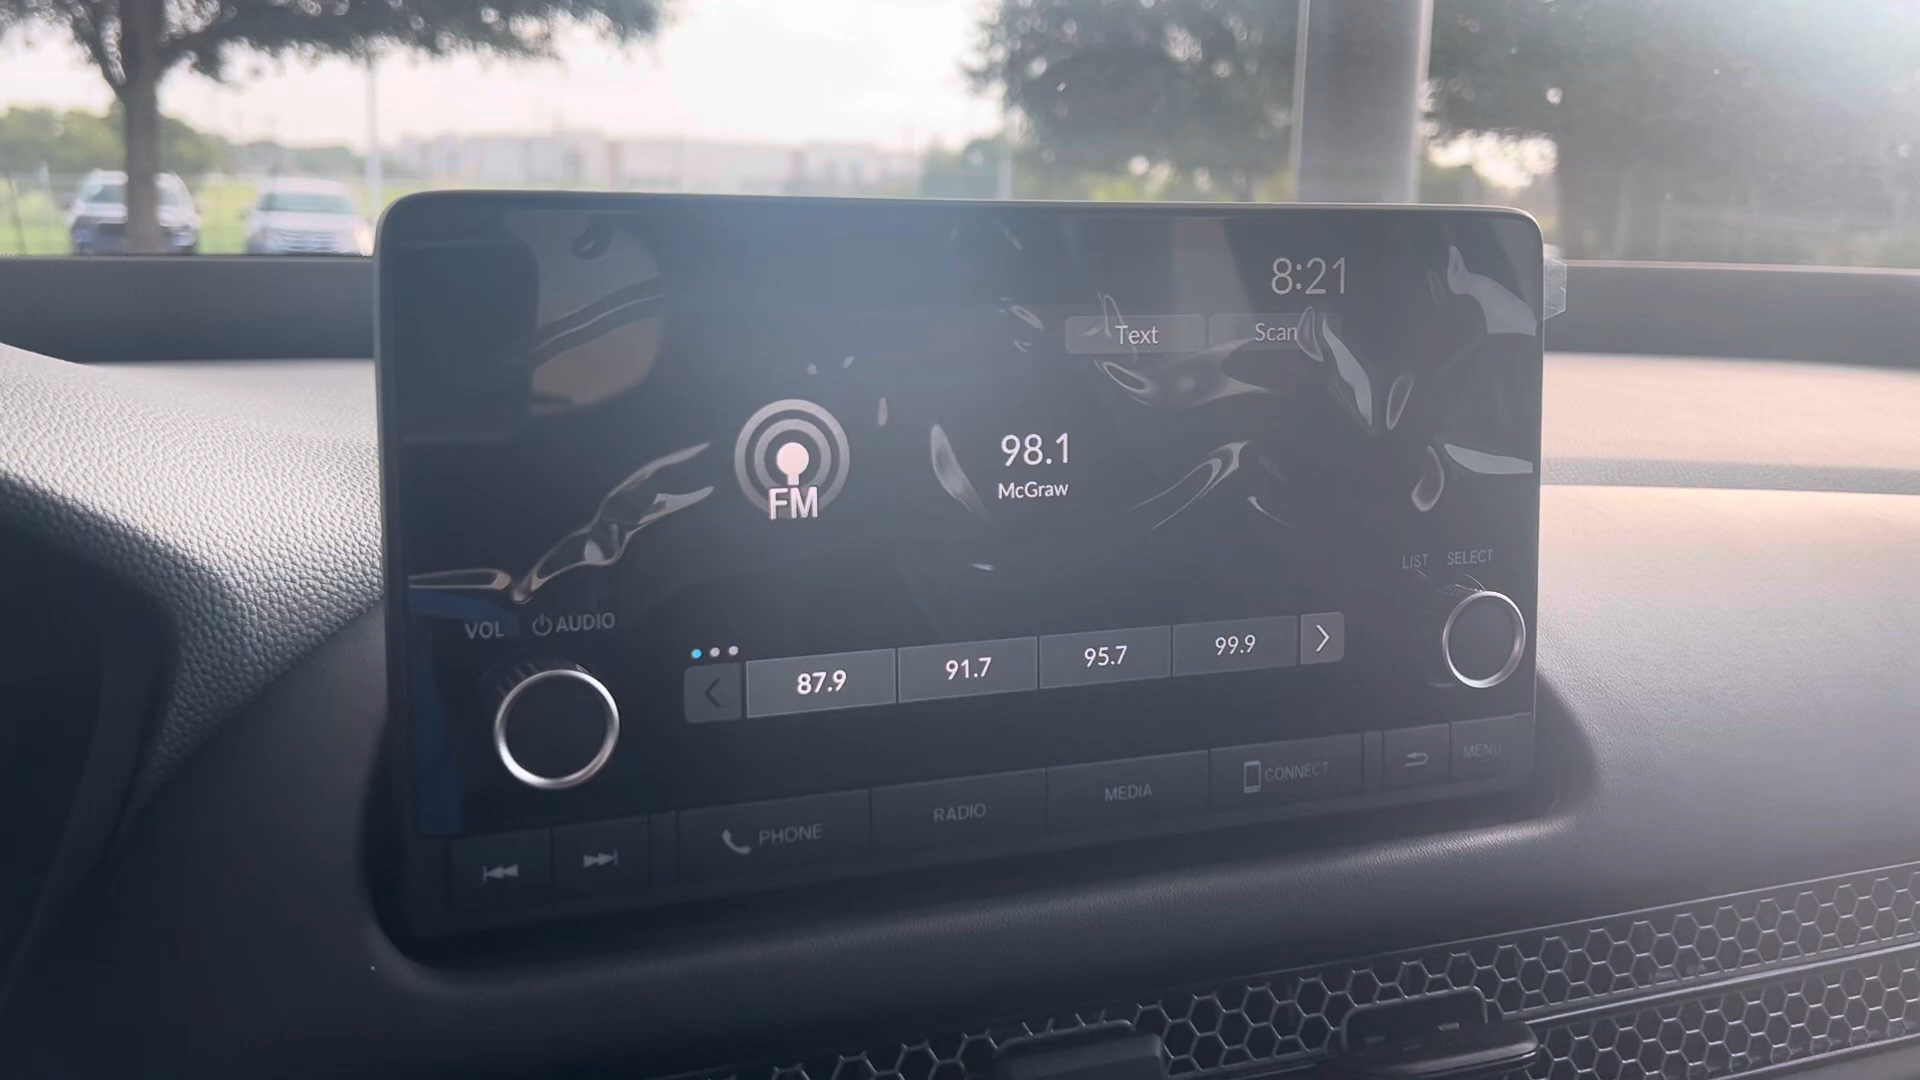 8:21
Text Scan
FM
98.1
McGraw
LIST SELECT
VOL AUDIO
87.9 91.7 95.7 99.9
PHONE RADIO MEDIA CONNECT MENU